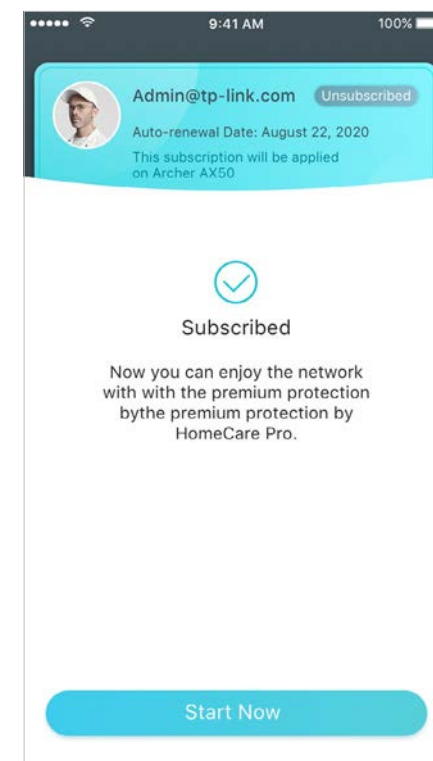 9:41 AM
100%
Admin@tp-link.com
Unsubscribed
Auto-renewal Date: August 22, 2020
This subscription will be applied
on Archer AX50
Subscribed
Now you can enjoy the network
with with the premium protection
bythe premium protection by
HomeCare Pro.
Start Now